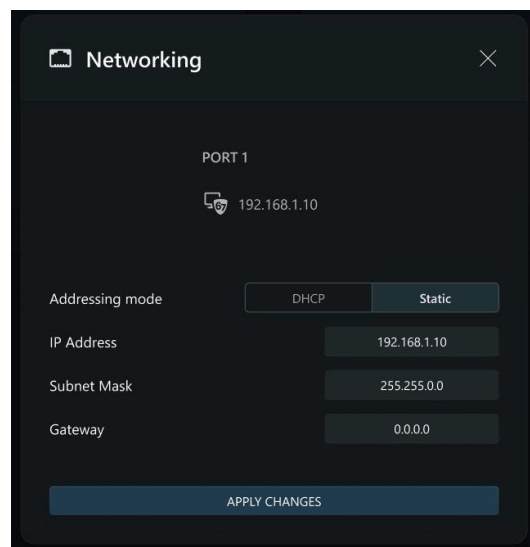 Networking
PORT 1
67 192.168.1.10
Addressing mode DHCP Static
IP Address 192.168.1.10
Subnet Mask 255.255.0.0
Gateway 0.0.0.0
APPLY CHANGES